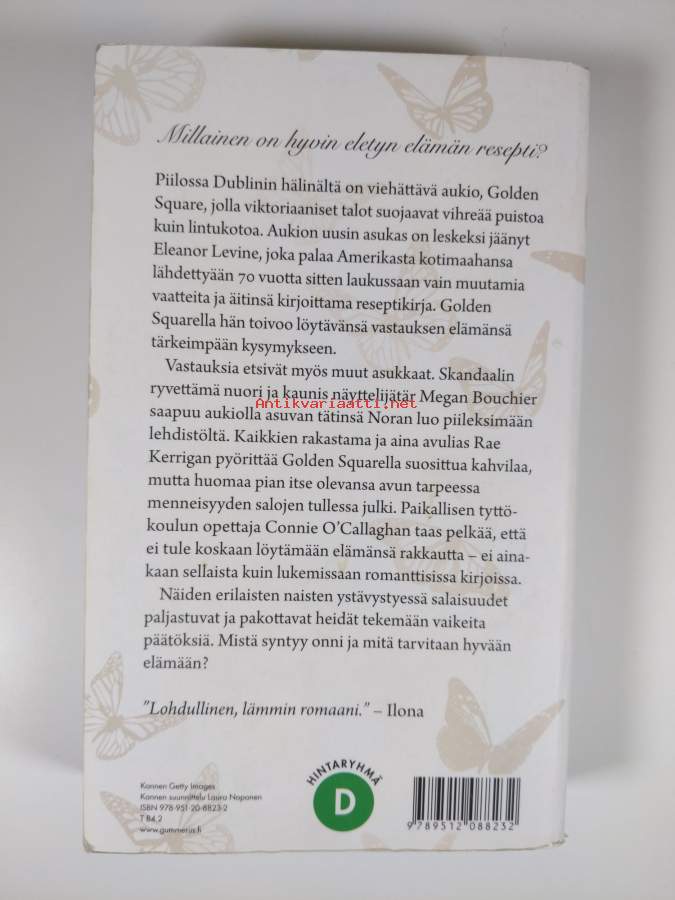 Millainen on hyvin eletyn elämän resepti?
Piilossa Dublinin hälinältä on viehättävä aukio, Golden
Square, jolla viktoriaaniset talot suojaavat vihreää puistoa
kuin lintukotoa. Aukion uusin asukas on leskeksi jäänyt
Eleanor Levine, joka palaa Amerikasta kotimaahansa
lähdettyään 70 vuotta sitten laukussaan vain muutamia
vaatteita ja äitinsä kirjoittama reseptikirja. Golden
Squarella hän toivoo löytävänsä vastauksen elämänsä
tärkeimpään kysymykseen.
Vastauksia etsivät myös muut asukkaat. Skandaalin
ryvettämä nuori ja kaunis näyttelijätär Megan Bouchier
Antikvariaatti.net
saapuu aukiolla asuvan tätinsä Noran luo piileksimään
lehdistöltä. Kaikkien rakastama ja aina avulias Rae
Kerrigan pyörittää Golden Squarella suosittua kahvilaa,
mutta huomaa pian itse olevansa avun tarpeessa
menneisyyden salojen tullessa julki. Paikallisen tyttö-
koulun opettaja Connie O'Callaghan taas pelkää, että
ei tule koskaan löytämään elämänsä rakkautta – ei aina-
kaan sellaista kuin lukemissaan romanttisissa kirjoissa.
Näiden erilaisten naisten ystävystyessä salaisuudet
paljastuvat ja pakottavat heidät tekemään vaikeita
päätöksiä. Mistä syntyy onni ja mitä tarvitaan hyvään
elämään?
"Lohdullinen, lämmin romaani." – Ilona
Kannen Getty Images
Kannen suunnittelu Laura Noponen
ISBN 978-951-20-8823-2
T 84.2
www.gummerus.fi
HINTARYHMÄ
D
9 789512 088232